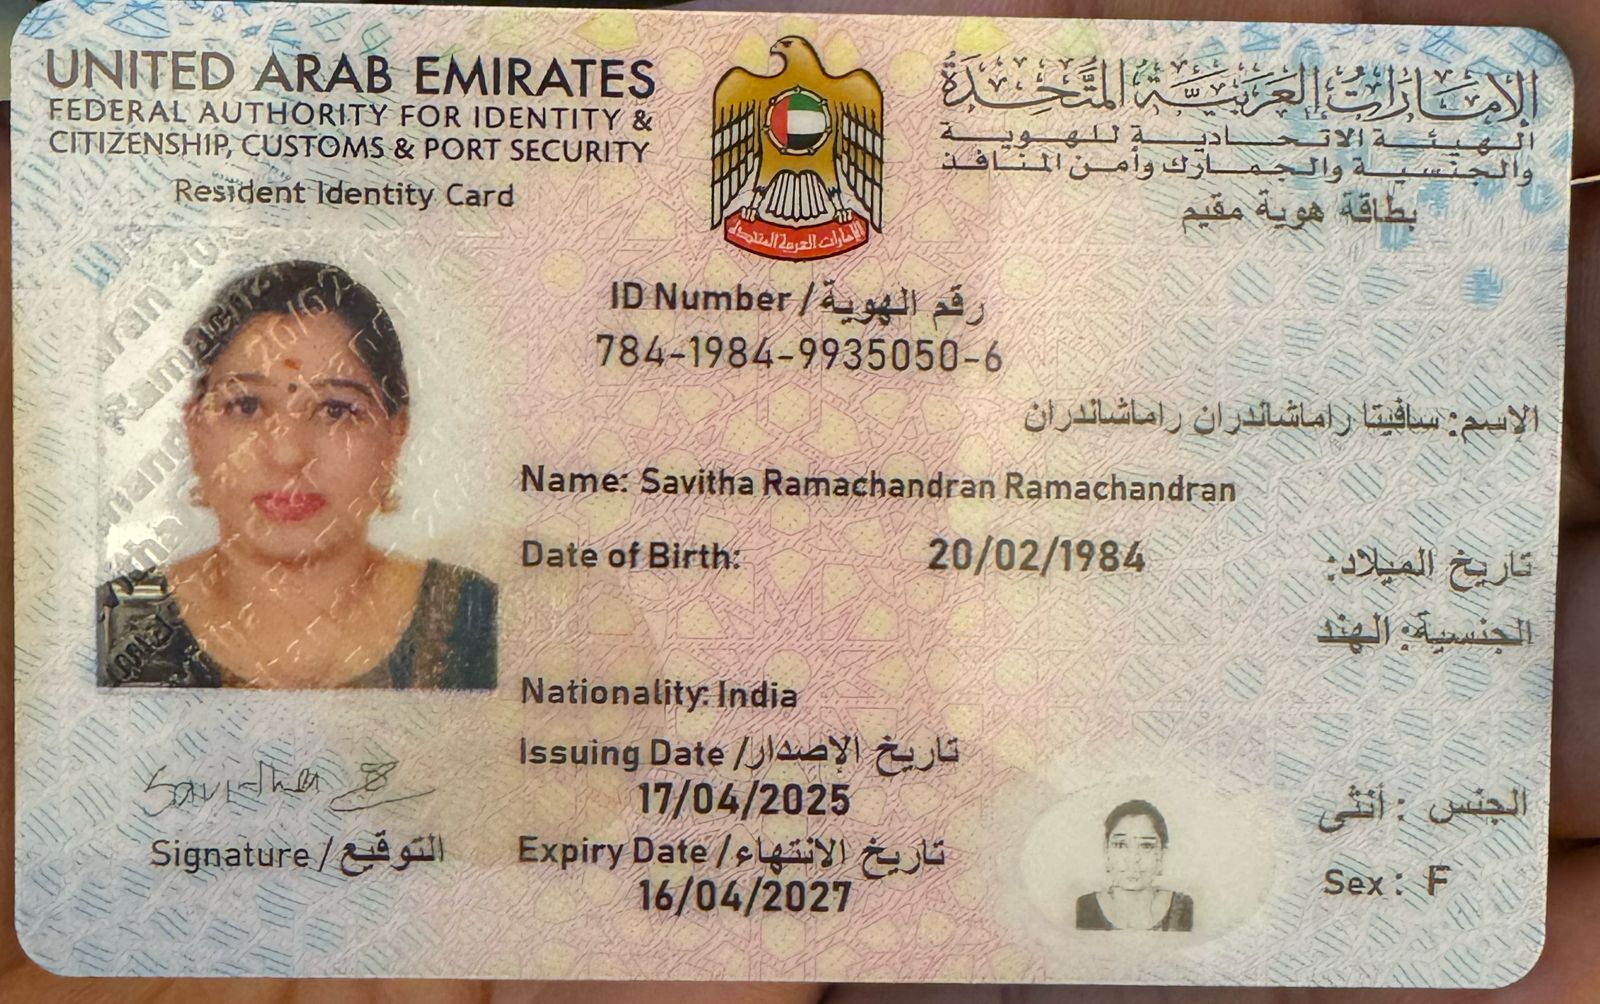 UNITED ARAB EMIRATES
FEDERAL AUTHORITY FOR IDENTITY &
CITIZENSHIP, CUSTOMS & PORT SECURITY
Resident Identity Card
الإمارات العربية المتحدة
الهيئة الاتحادية للهوية
والجنسية والجمارك وأمن المنافذ
بطاقة هوية مقيم
الإمارات العربية المتحدة
ID Number / رقم الهوية
784-1984-9935050-6
الاسم: سافيتا راماشاندران راماشاندران
Name: Savitha Ramachandran Ramachandran
Date of Birth: 20/02/1984 تاريخ الميلاد:
الجنسية: الهند
Nationality: India
Issuing Date / تاريخ الإصدار
17/04/2025
Expiry Date / تاريخ الانتهاء
16/04/2027
الجنس : أنثى
Sex : F
Savitha
Signature / التوقيع